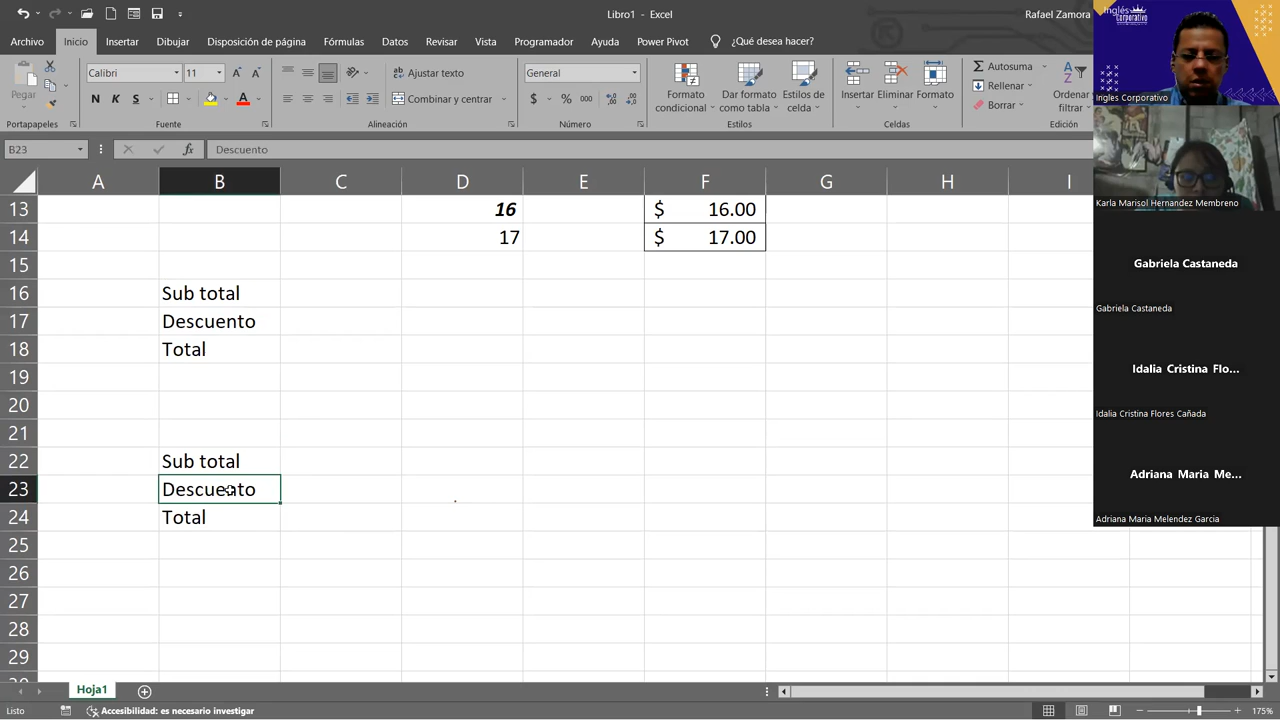 Libro1 - Excel
Rafael Zamora
Archivo Inicio Insertar Dibujar Disposición de página Fórmulas Datos Revisar Vista Programador Ayuda Power Pivot ¿Qué desea hacer?
Pegar
Portapapeles
Calibri 11
N K S
Fuente
Ajustar texto
Combinar y centrar
Alineación
General
$ % 000
Número
Formato condicional
Dar formato como tabla
Estilos de celda
Estilos
Insertar Eliminar Formato
Celdas
Autosuma
Rellenar
Borrar
Ordenar
filtrar
Edición
B23 fx Descuento
A B C D E F G H I
13 16 $ 16.00
14 17 $ 17.00
15
16 Sub total
17 Descuento
18 Total
19
20
21
22 Sub total
23 Descuento
24 Total
25
26
27
28
29
Hoja1
Listo Accesibilidad: es necesario investigar 175%
Inglés
Corporativo
Ingles Corporativo
Karla Marisol Hernandez Membreno
Gabriela Castaneda
Gabriela Castaneda
Idalia Cristina Flo...
Idalia Cristina Flores Cañada
Adriana Maria Me...
Adriana Maria Melendez Garcia